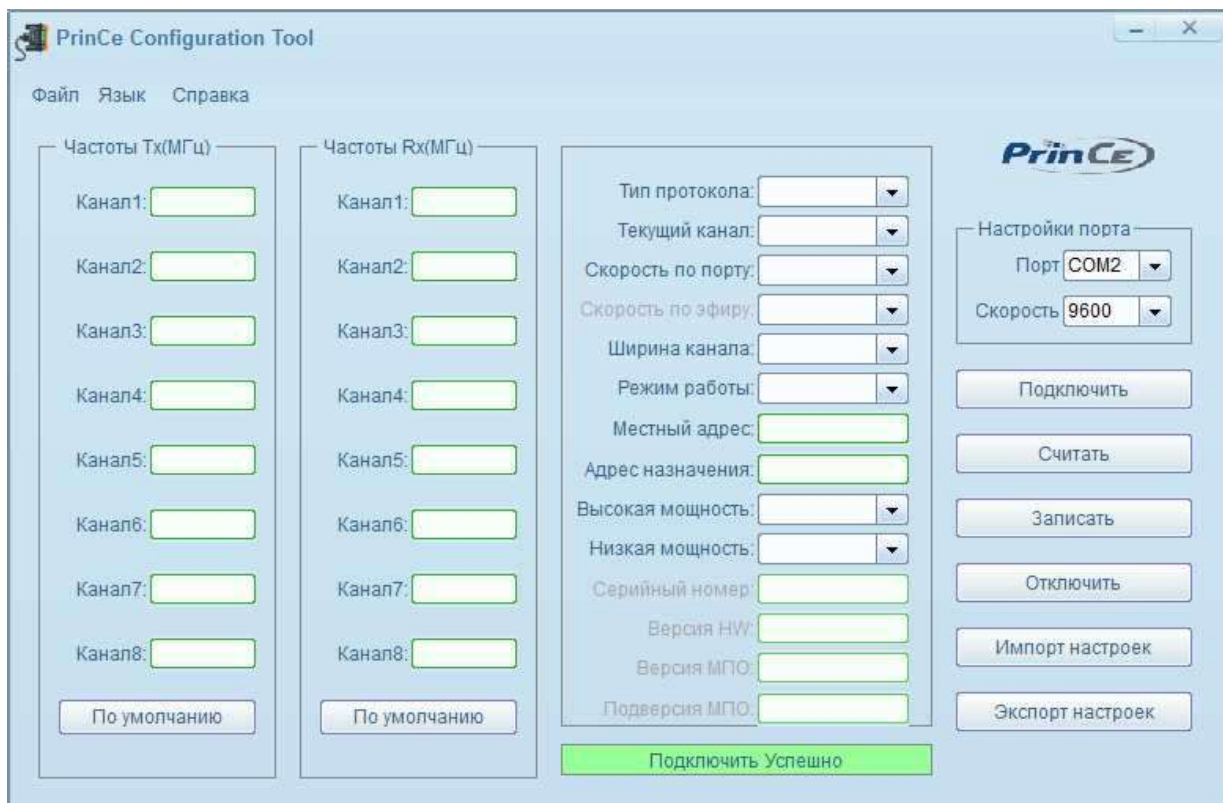 PrinCe Configuration Tool
Файл Язык Справка
Частоты Tx(МГц)
Канал1:
Канал2:
Канал3:
Канал4:
Канал5:
Канал6:
Канал7:
Канал8:
По умолчанию
Частоты Rx(МГц)
Канал1:
Канал2:
Канал3:
Канал4:
Канал5:
Канал6:
Канал7:
Канал8:
По умолчанию
Тип протокола:
Текущий канал:
Скорость по порту:
Скорость по эфиру:
Ширина канала:
Режим работы:
Местный адрес:
Адрес назначения:
Высокая мощность:
Низкая мощность:
Серийный номер:
Версия HW:
Версия МПО:
Подверсия МПО:
Подключить Успешно
PrinCE
Настройки порта
Порт COM2
Скорость 9600
Подключить
Считать
Записать
Отключить
Импорт настроек
Экспорт настроек